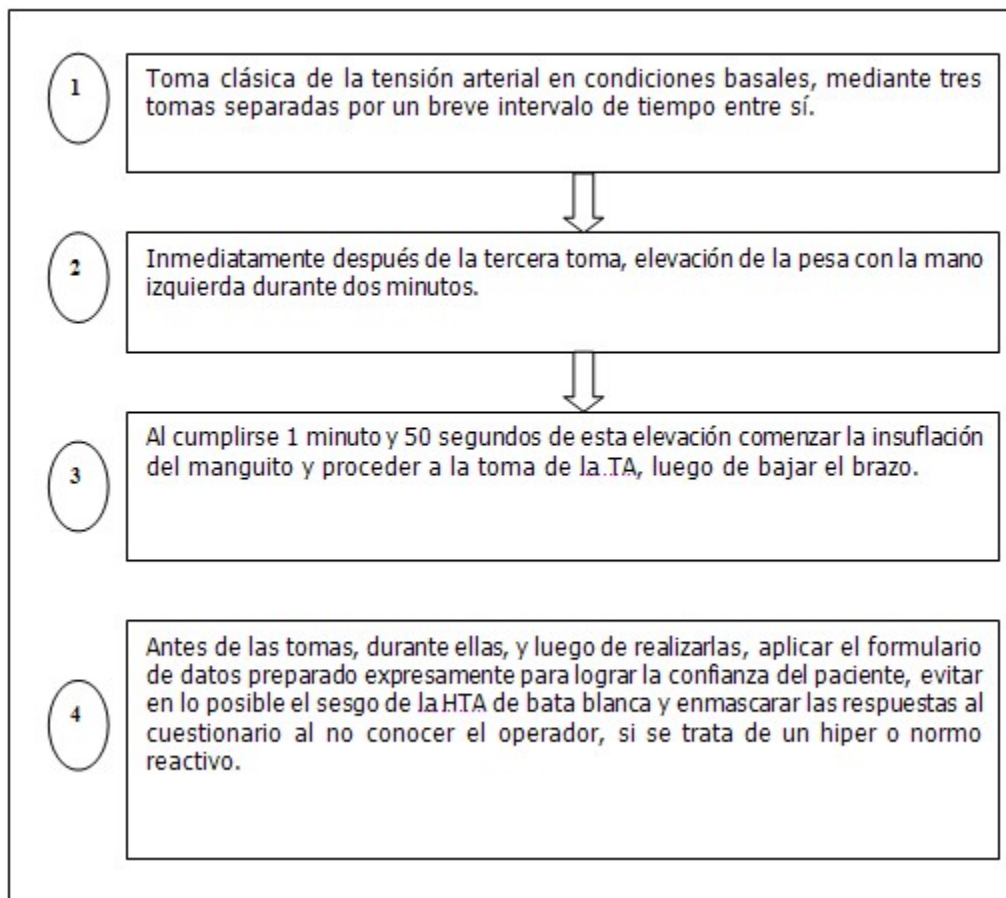 1
Toma clásica de la tensión arterial en condiciones basales, mediante tres
tomas separadas por un breve intervalo de tiempo entre sí.
2
Inmediatamente después de la tercera toma, elevación de la pesa con la mano
izquierda durante dos minutos.
3
Al cumplirse 1 minuto y 50 segundos de esta elevación comenzar la insuflación
del manguito y proceder a la toma de la TA, luego de bajar el brazo.
4
Antes de las tomas, durante ellas, y luego de realizarlas, aplicar el formulario
de datos preparado expresamente para lograr la confianza del paciente, evitar
en lo posible el sesgo de la HTA de bata blanca y enmascarar las respuestas al
cuestionario al no conocer el operador, si se trata de un hiper o normo
reactivo.